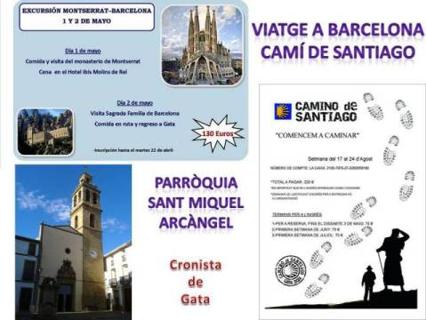 EXCURSIÓN MONTSERRAT-BARCELONA
1 Y 2 DE MAYO
Día 1 de mayo
Comida y visita del monasterio de Montserrat
Cena en el Hotel Ibis Molins de Rei
Día 2 de mayo
Visita Sagrada Familia de Barcelona
Comida en ruta y regreso a Gata
130 Euros
Inscripción hasta el martes 22 de abril
VIATGE A BARCELONA
CAMÍ DE SANTIAGO
CAMINO de
SANTIAGO
"COMENCEM A CAMINAR"
Setmana del 17 al 24 d'Agost
*TOTAL A PAGAR:
PARRÒQUIA
SANT MIQUEL
ARCÀNGEL
Cronista
de
Gata